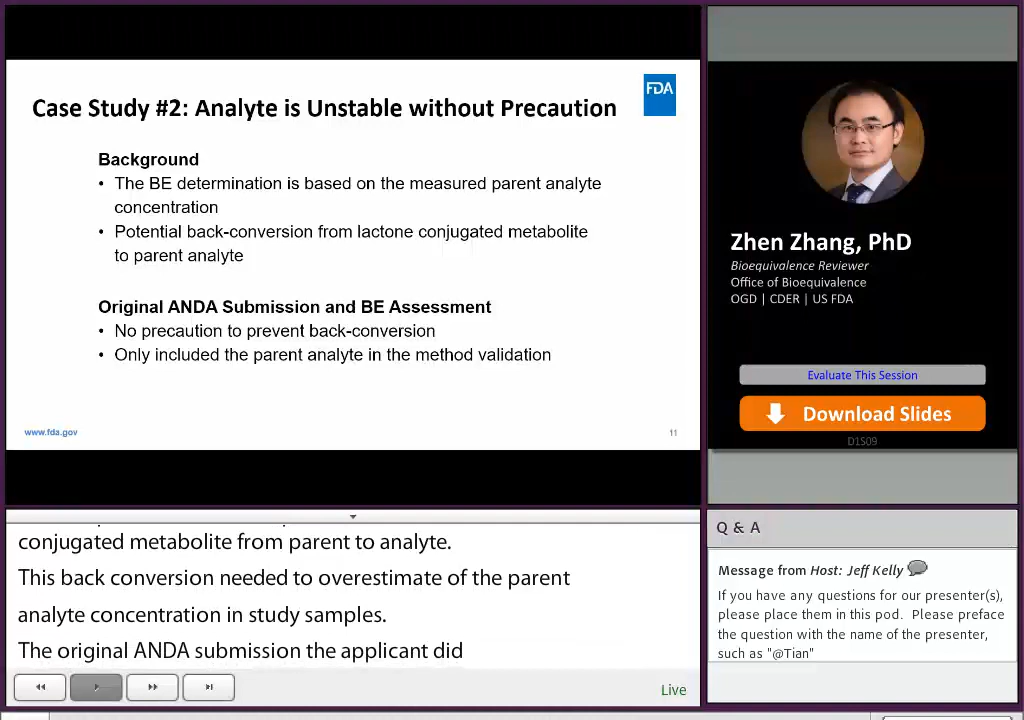 FDA
Case Study #2: Analyte is Unstable without Precaution
Background
• The BE determination is based on the measured parent analyte
concentration
• Potential back-conversion from lactone conjugated metabolite
to parent analyte
Original ANDA Submission and BE Assessment
• No precaution to prevent back-conversion
• Only included the parent analyte in the method validation
www.fda.gov
11
Zhen Zhang, PhD
Bioequivalence Reviewer
Office of Bioequivalence
OGD | CDER | US FDA
Evaluate This Session
Download Slides
D1S09
conjugated metabolite from parent to analyte.
This back conversion needed to overestimate of the parent
analyte concentration in study samples.
The original ANDA submission the applicant did
Live
Q & A
Message from Host: Jeff Kelly
If you have any questions for our presenter(s),
please place them in this pod. Please preface
the question with the name of the presenter,
such as "@Tian"